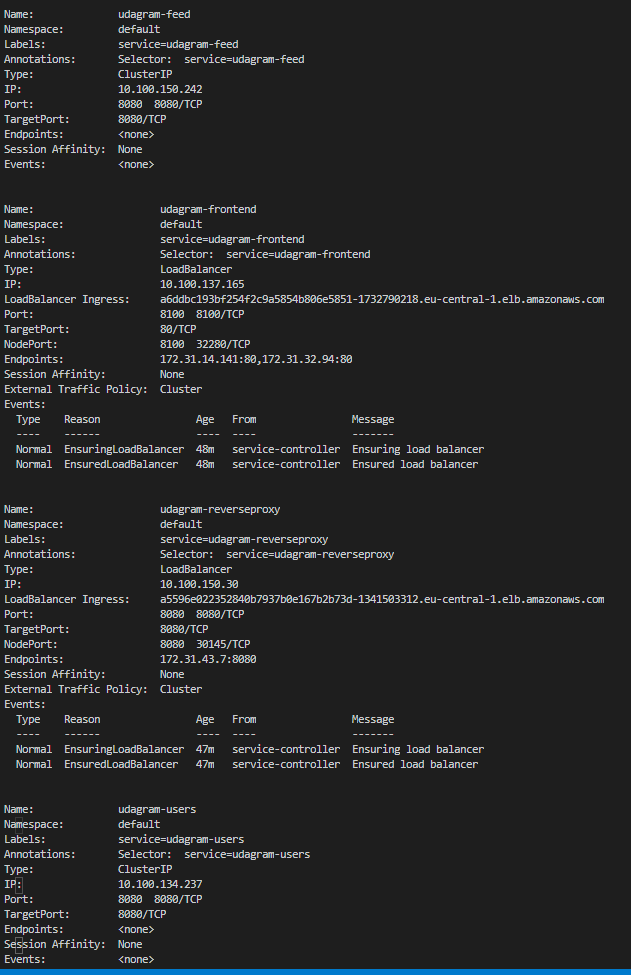 Name: udagram-feed
Namespace: default
Labels: service=udagram-feed
Annotations: Selector: service=udagram-feed
Type: ClusterIP
IP: 10.100.150.242
Port: 8080 8080/TCP
TargetPort: 8080/TCP
Endpoints: <none>
Session Affinity: None
Events: <none>
Name: udagram-frontend
Namespace: default
Labels: service=udagram-frontend
Annotations: Selector: service=udagram-frontend
Type: LoadBalancer
IP: 10.100.137.165
LoadBalancer Ingress: a6ddbc193bf254f2c9a5854b806e5851-1732790218.eu-central-1.elb.amazonaws.com
Port: 8100 8100/TCP
TargetPort: 80/TCP
NodePort: 8100 32280/TCP
Endpoints: 172.31.14.141:80,172.31.32.94:80
Session Affinity: None
External Traffic Policy: Cluster
Events:
Type Reason Age From Message
---- ------ ---- ---- -------
Normal EnsuringLoadBalancer 48m service-controller Ensuring load balancer
Normal EnsuredLoadBalancer 48m service-controller Ensured load balancer
Name: udagram-reverseproxy
Namespace: default
Labels: service=udagram-reverseproxy
Annotations: Selector: service=udagram-reverseproxy
Type: LoadBalancer
IP: 10.100.150.30
LoadBalancer Ingress: a5596e022352840b7937b0e167b2b73d-1341503312.eu-central-1.elb.amazonaws.com
Port: 8080 8080/TCP
TargetPort: 8080/TCP
NodePort: 8080 30145/TCP
Endpoints: 172.31.43.7:8080
Session Affinity: None
External Traffic Policy: Cluster
Events:
Type Reason Age From Message
---- ------ ---- ---- -------
Normal EnsuringLoadBalancer 47m service-controller Ensuring load balancer
Normal EnsuredLoadBalancer 47m service-controller Ensured load balancer
Name: udagram-users
Namespace: default
Labels: service=udagram-users
Annotations: Selector: service=udagram-users
Type: ClusterIP
IP: 10.100.134.237
Port: 8080 8080/TCP
TargetPort: 8080/TCP
Endpoints: <none>
Session Affinity: None
Events: <none>